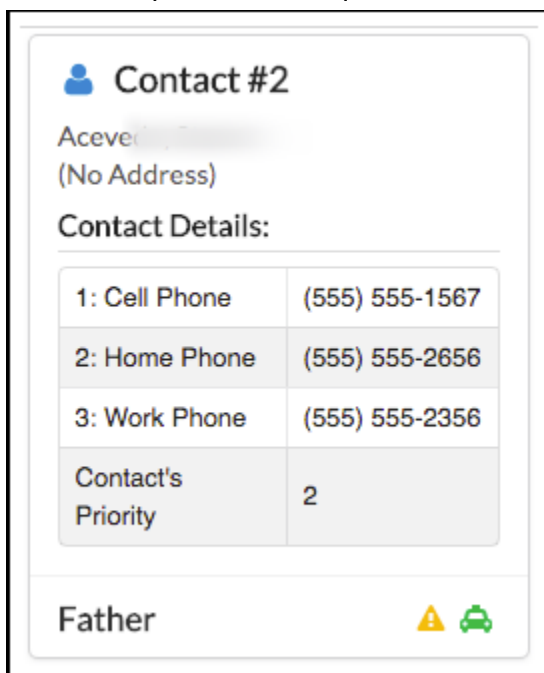 Contact #2
(No Address)
Contact Details:
1: Cell Phone (555) 555-1567
2: Home Phone (555) 555-2656
3: Work Phone (555) 555-2356
Contact's
Priority 2
Father